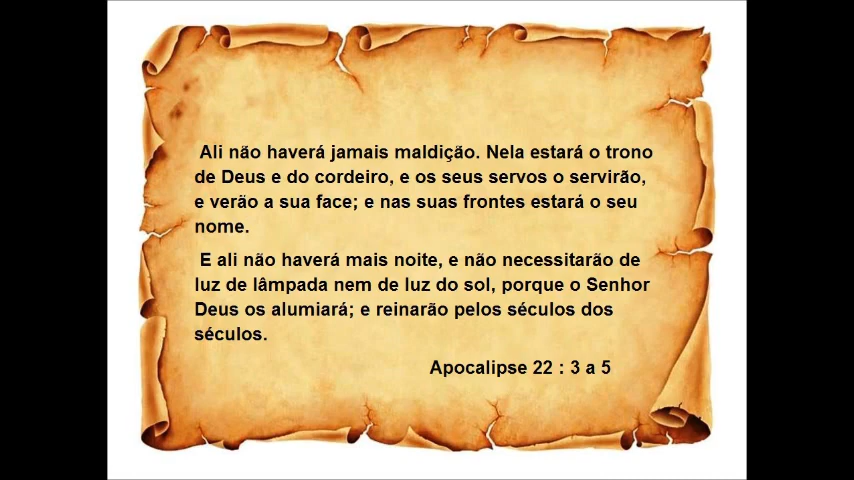 Ali não haverá jamais maldição. Nela estará o trono
de Deus e do cordeiro, e os seus servos o servirão,
e verão a sua face; e nas suas frontes estará o seu
nome.
E ali não haverá mais noite, e não necessitarão de
luz de lâmpada nem de luz do sol, porque o Senhor
Deus os alumiará; e reinarão pelos séculos dos
séculos.
Apocalipse 22 : 3 a 5